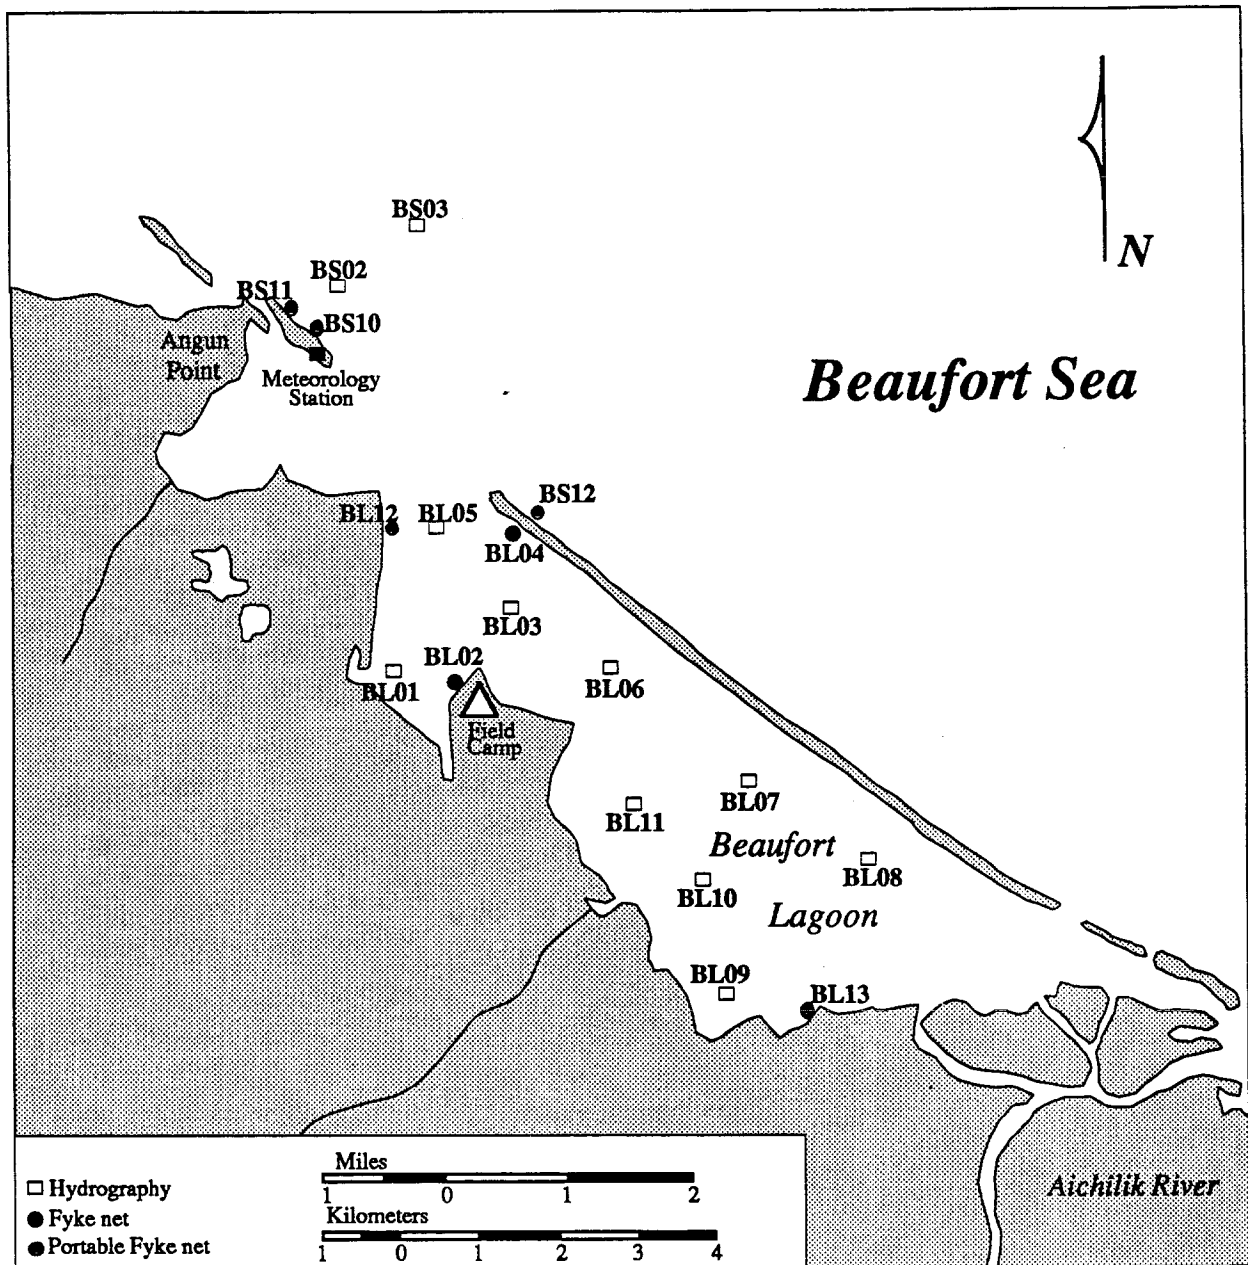 BS03
N
BS02
BS11
BS10
Angun
Point
Meteorology
Station
Beaufort Sea
BS12
BL12
BL05
BL04
BL03
BL02
BL01
BL06
Field
Camp
BL07
BL11
Beaufort
BL08
BL10
Lagoon
BL09
BL13
Aichilik River
Miles
1 0 1 2
Kilometers
1 0 1 2 3 4
Hydrography
Fyke net
Portable Fyke net